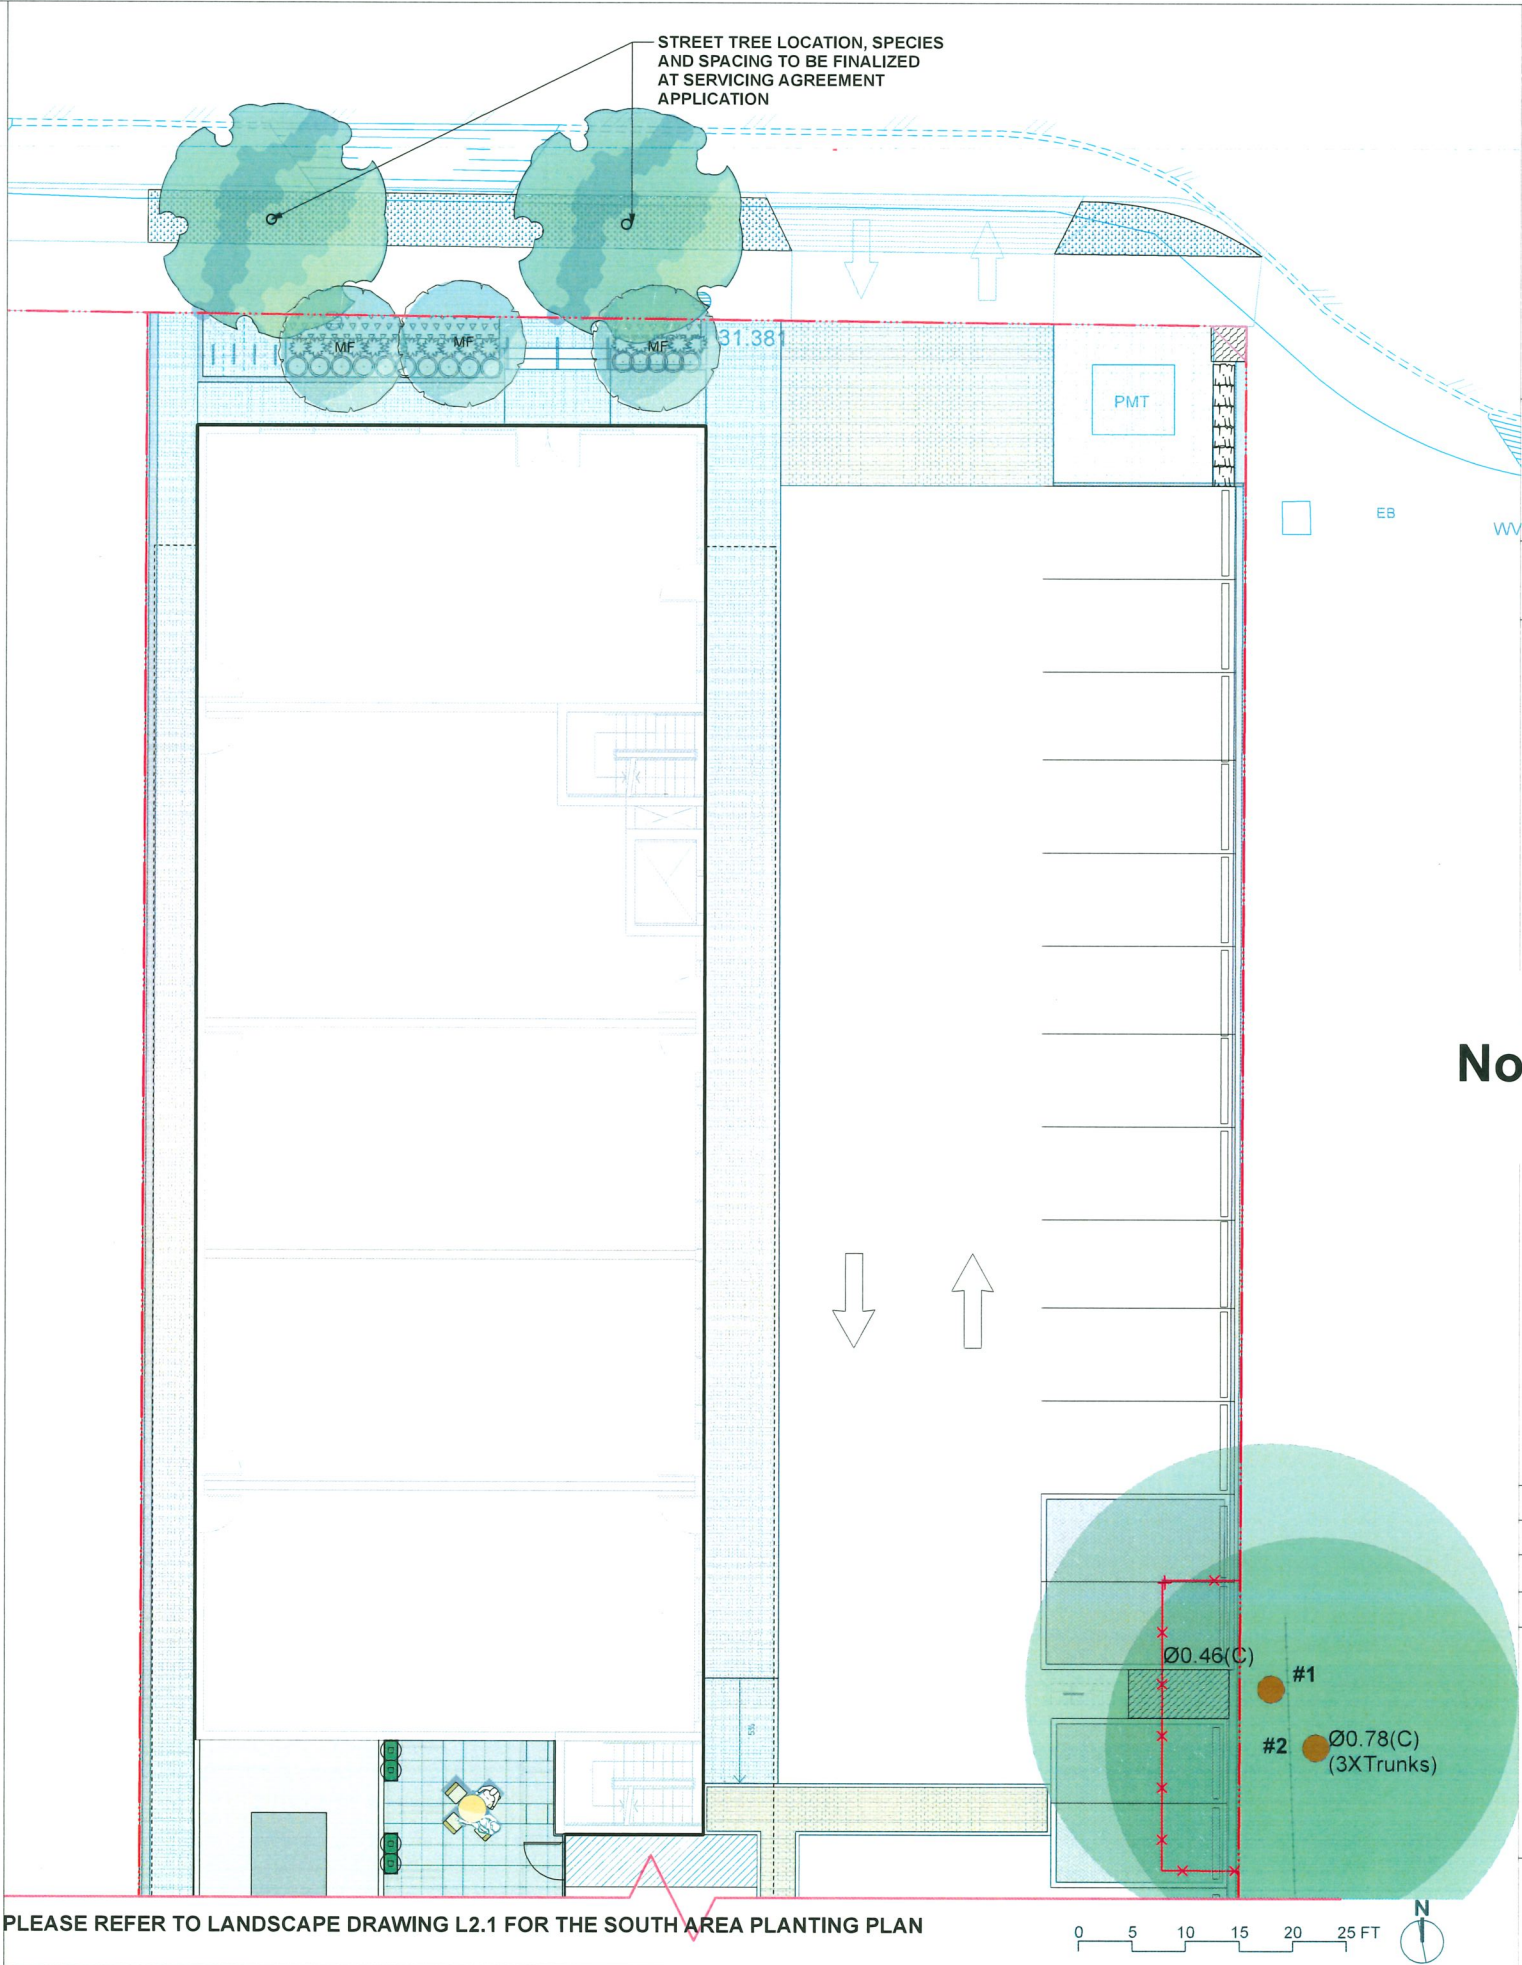 STREET TREE LOCATION, SPECIES
AND SPACING TO BE FINALIZED
AT SERVICING AGREEMENT
APPLICATION
MF
MF
MF
31.381
PMT
EB
WV
No
5%
Ø0.46(C)
#1
#2
Ø0.78(C)
(3XTrunks)
PLEASE REFER TO LANDSCAPE DRAWING L2.1 FOR THE SOUTH AREA PLANTING PLAN
0 5 10 15 20 25 FT
N